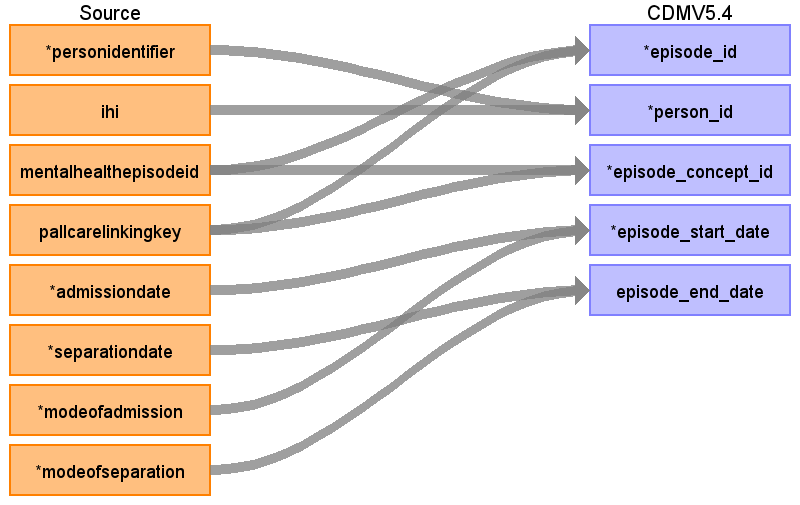 Source
CDMV5.4
*personidentifier
*episode_id
ihi
*person_id
mentalhealthepisodeid
*episode_concept_id
pallcarelinkingkey
*episode_start_date
*admissiondate
episode_end_date
*separationdate
*modeofadmission
*modeofseparation